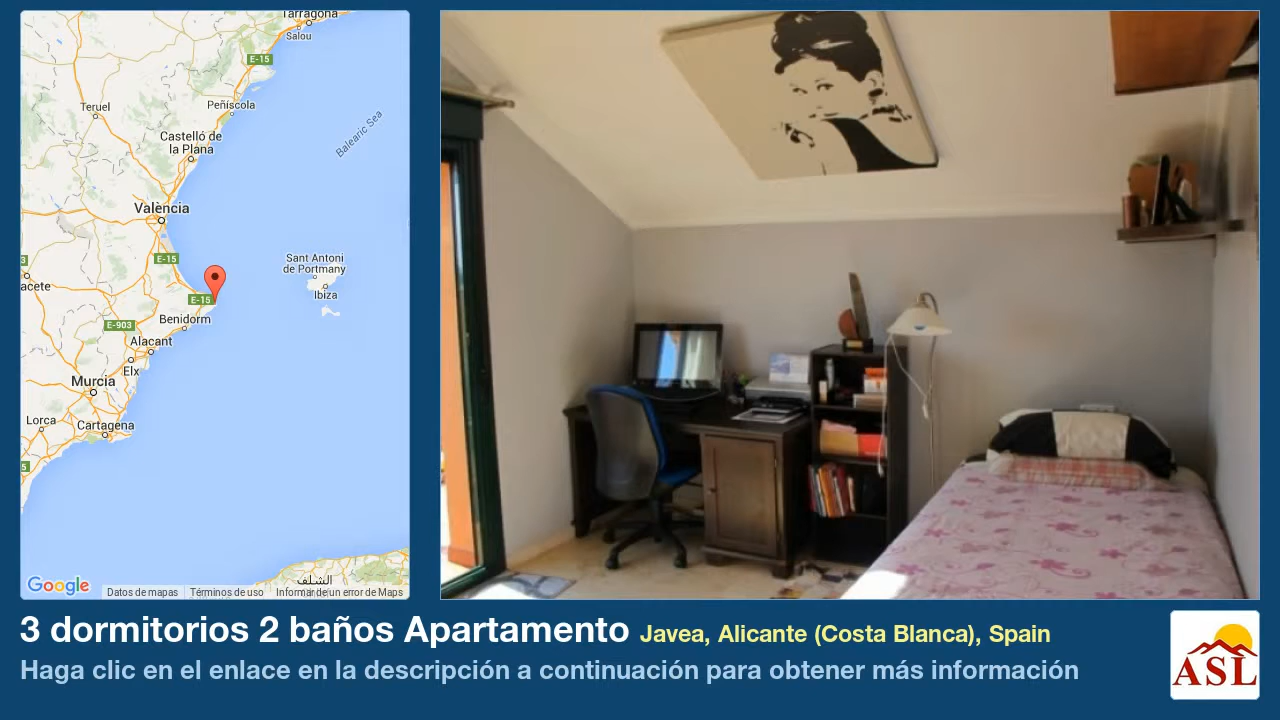 Tarragona
Salou
E-15
Teruel
Peñíscola
Balearic Sea
Castelló de
la Plana
València
E-15
Sant Antoni
de Portmany
Ibiza
3
acete
E-15
Benidorm
E-903
Alacant
Elx
Murcia
Lorca
Cartagena
5
الشلف
Google
Datos de mapas
Términos de uso
Informar de un error de Maps
3 dormitorios 2 baños Apartamento Javea, Alicante (Costa Blanca), Spain
Haga clic en el enlace en la descripción a continuación para obtener más información
ASL